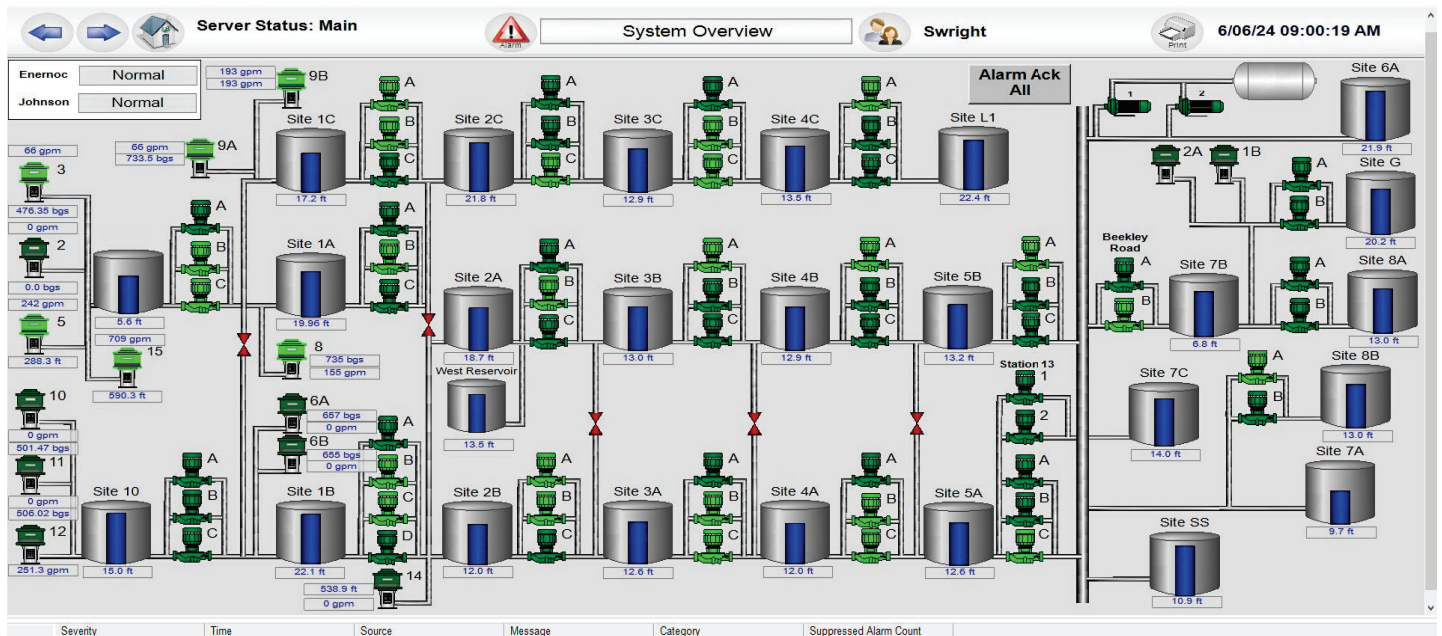 Server Status: Main
Alarm
System Overview
Swright
Print
6/06/24 09:00:19 AM
Enernoc Normal
Johnson Normal
193 gpm
193 gpm
9B
Alarm Ack
All
1 2
Site 6A
21.9 ft
66 gpm
3
476.35 bgs
66 gpm
733.5 bgs
9A
Site 1C
17.2 ft
A
B
C
Site 2C
21.8 ft
A
B
C
Site 3C
12.9 ft
A
B
C
Site 4C
13.5 ft
A
B
C
Site L1
22.4 ft
2A 1B
A
B
Site G
20.2 ft
0 gpm
2
0.0 bgs
242 gpm
5
288.3 ft
5.6 ft
709 gpm
15
590.3 ft
A
B
C
Site 1A
19.96 ft
A
B
C
8
735 bgs
155 gpm
Site 2A
18.7 ft
West Reservoir
13.5 ft
A
B
C
Site 3B
13.0 ft
A
B
C
Site 4B
12.9 ft
A
B
C
Site 5B
13.2 ft
A
B
C
Beekley
Road
A
B
Site 7B
6.8 ft
A
B
Site 8A
13.0 ft
Station 13
1
2
Site 7C
14.0 ft
A
B
Site 8B
13.0 ft
10
0 gpm
501.47 bgs
11
0 gpm
506.02 bgs
12
251.3 gpm
Site 10
15.0 ft
A
B
C
6A
657 bgs
0 gpm
6B
655 bgs
0 gpm
Site 1B
22.1 ft
A
B
C
D
14
538.9 ft
0 gpm
Site 2B
12.0 ft
A
B
C
Site 3A
12.6 ft
A
B
C
Site 4A
12.0 ft
A
B
C
Site 5A
12.6 ft
A
B
C
Site 7A
9.7 ft
Site SS
10.9 ft
Severity Time Source Message Category Suppressed Alarm Count